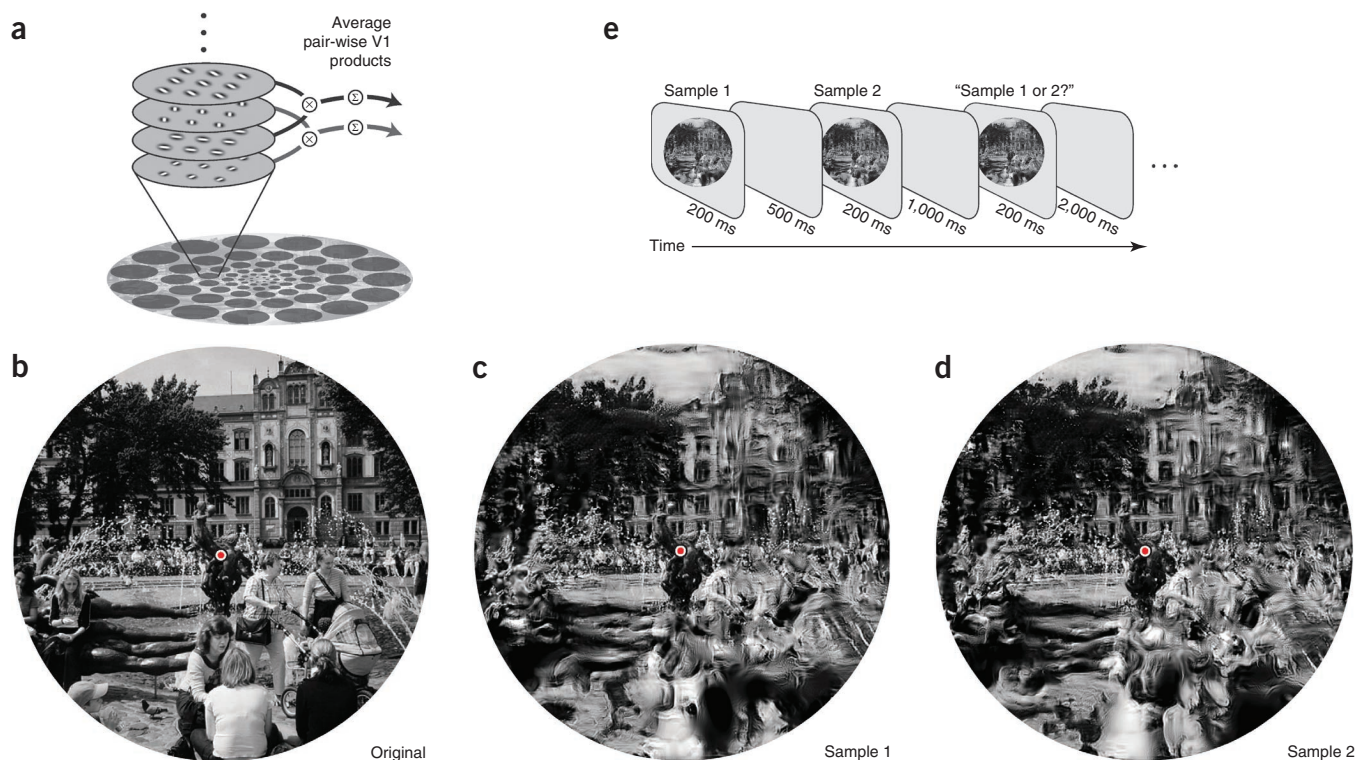 a
Average
pair-wise V1
products
× Σ
× Σ
e
Sample 1
Sample 2
“Sample 1 or 2?”
200 ms
500 ms
200 ms
1,000 ms
200 ms
2,000 ms
...
Time
b
Original
c
Sample 1
d
Sample 2